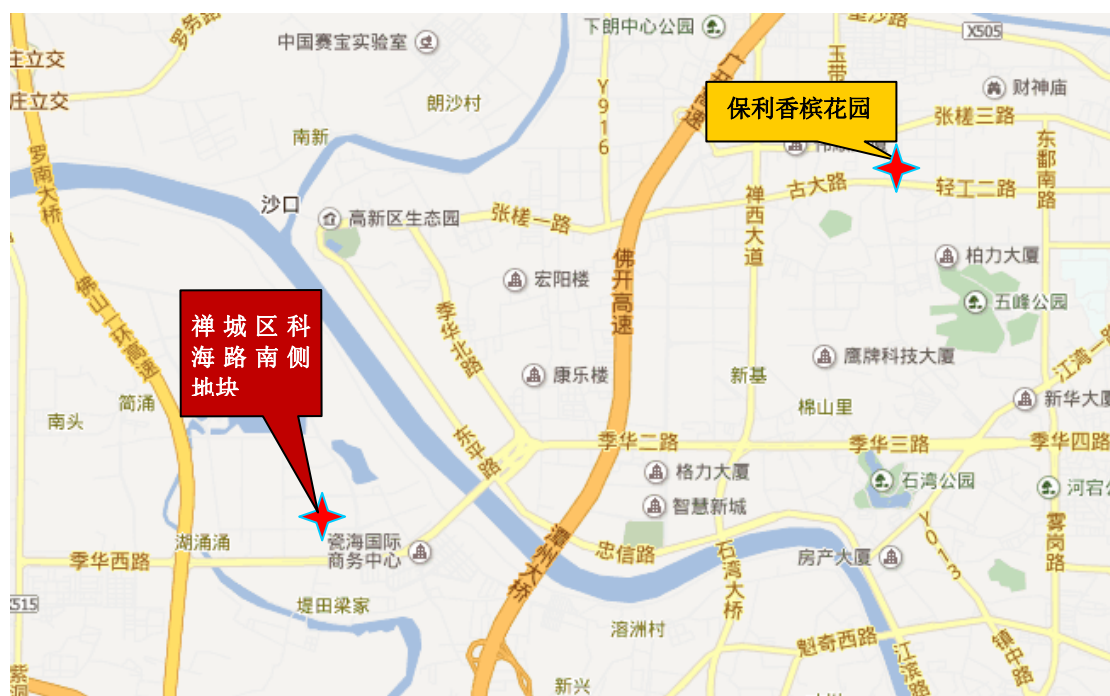 罗务路
中国赛宝实验室
下朗中心公园
X505
玉带
庄立交
庄立交
朗沙村
Y916
财神庙
保利香槟花园
张槎三路
南新
罗南大桥
东鄱南路
沙口
高新区生态园
张槎一路
禅西大道
古大路
轻工二路
宏阳楼
佛开高速
柏力大厦
佛山一环高速
季华北路
五峰公园
禅城区科
海路南侧
地块
康乐楼
新基
鹰牌科技大厦
江湾一路
简涌
南头
棉山里
新华大厦
东平路
季华二路
季华三路
季华四路
格力大厦
石湾公园
智慧新城
河宕
Y013
雾岗路
湖涌涌
瓷海国际
商务中心
季华西路
潭州大桥
忠信路
石湾大桥
房产大厦
X515
堤田梁家
溶洲村
魁奇西路
镇中路
江滨路
紫洞
新兴